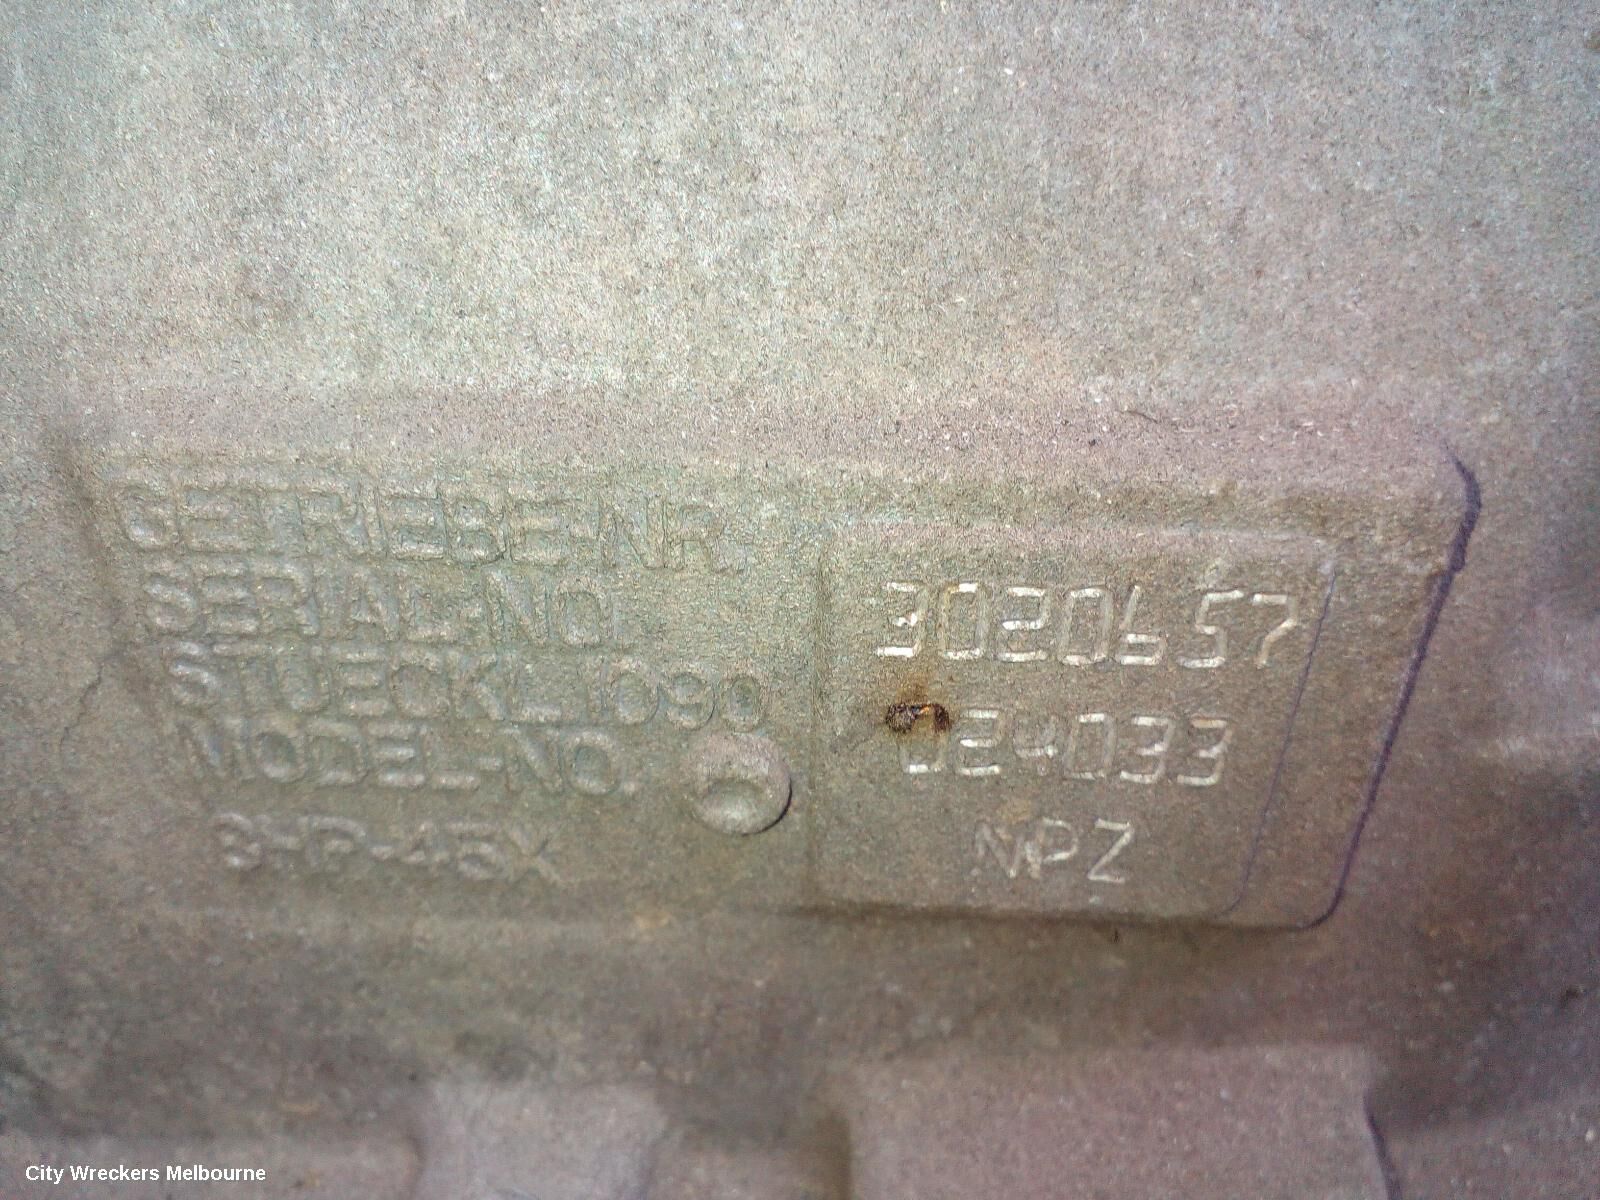 GETRIEBE-NR. 3020657
SERIAL-NO.
STUECKL.1090 024033
MODEL-NO.
8HP-45X NPZ
City Wreckers Melbourne